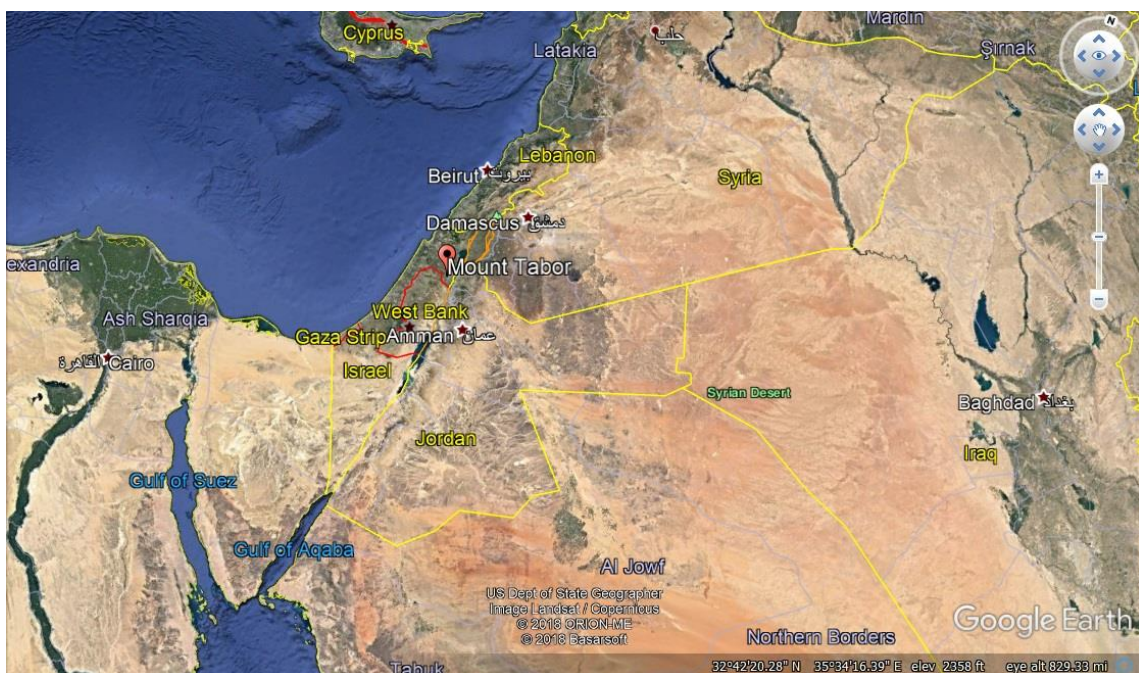 Mardin
Cyprus
حلب
N
Latakia
Şırnak
Lebanon
Beirut بيروت
Syria
Damascus دمشق
exandria
Mount Tabor
West Bank
Ash Sharqia
Gaza Strip
Amman عمان
القاهرة Cairo
Israel
Syrian Desert
Baghdad بغداد
Jordan
Iraq
Gulf of Suez
Gulf of Aqaba
Al Jowf
US Dept of State Geographer
Image Landsat / Copernicus
© 2018 ORION-ME
© 2018 Basarsoft
Google Earth
Northern Borders
Tabuk
32°42'20.28" N 35°34'16.39" E elev 2358 ft eye alt 829.33 mi